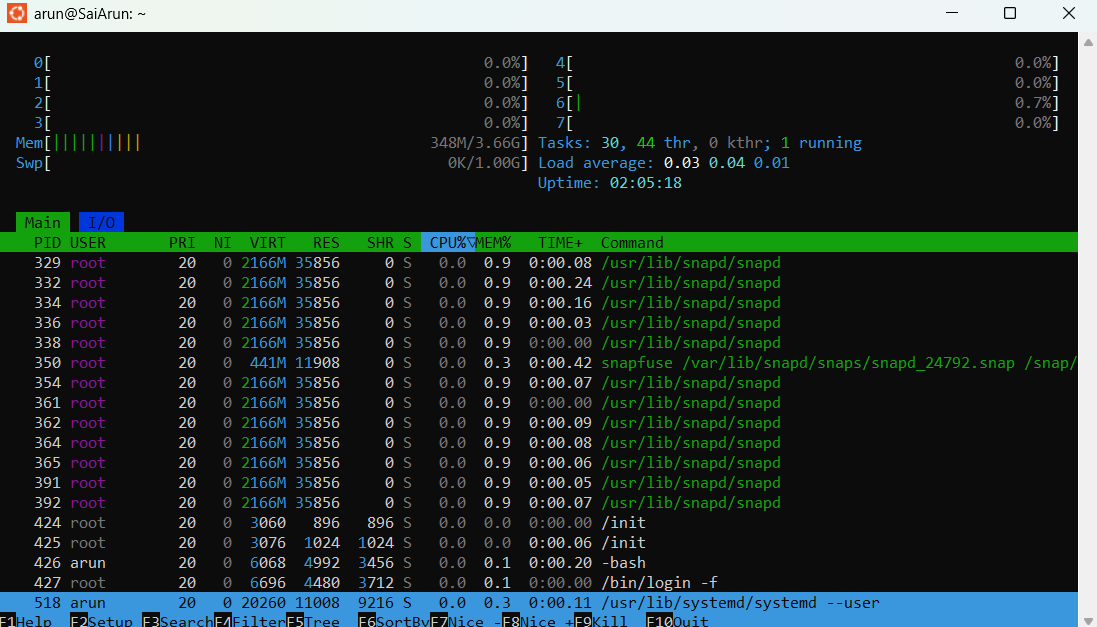 arun@SaiArun: ~
0[ 0.0%] 4[ 0.0%]
1[ 0.0%] 5[ 0.0%]
2[ 0.0%] 6[| 0.7%]
3[ 0.0%] 7[ 0.0%]
Mem[|||||||||| 348M/3.66G] Tasks: 30, 44 thr, 0 kthr; 1 running
Swp[ 0K/1.00G] Load average: 0.03 0.04 0.01
Uptime: 02:05:18
Main I/O
PID USER PRI NI VIRT RES SHR S CPU%▽MEM% TIME+ Command
329 root 20 0 2166M 35856 0 S 0.0 0.9 0:00.08 /usr/lib/snapd/snapd
332 root 20 0 2166M 35856 0 S 0.0 0.9 0:00.24 /usr/lib/snapd/snapd
334 root 20 0 2166M 35856 0 S 0.0 0.9 0:00.16 /usr/lib/snapd/snapd
336 root 20 0 2166M 35856 0 S 0.0 0.9 0:00.03 /usr/lib/snapd/snapd
338 root 20 0 2166M 35856 0 S 0.0 0.9 0:00.00 /usr/lib/snapd/snapd
350 root 20 0 441M 11908 0 S 0.0 0.3 0:00.42 snapfuse /var/lib/snapd/snaps/snapd_24792.snap /snap/
354 root 20 0 2166M 35856 0 S 0.0 0.9 0:00.07 /usr/lib/snapd/snapd
361 root 20 0 2166M 35856 0 S 0.0 0.9 0:00.00 /usr/lib/snapd/snapd
362 root 20 0 2166M 35856 0 S 0.0 0.9 0:00.09 /usr/lib/snapd/snapd
364 root 20 0 2166M 35856 0 S 0.0 0.9 0:00.08 /usr/lib/snapd/snapd
365 root 20 0 2166M 35856 0 S 0.0 0.9 0:00.06 /usr/lib/snapd/snapd
391 root 20 0 2166M 35856 0 S 0.0 0.9 0:00.05 /usr/lib/snapd/snapd
392 root 20 0 2166M 35856 0 S 0.0 0.9 0:00.07 /usr/lib/snapd/snapd
424 root 20 0 3060 896 896 S 0.0 0.0 0:00.00 /init
425 root 20 0 3076 1024 1024 S 0.0 0.0 0:00.06 /init
426 arun 20 0 6068 4992 3456 S 0.0 0.1 0:00.20 -bash
427 root 20 0 6696 4480 3712 S 0.0 0.1 0:00.00 /bin/login -f
518 arun 20 0 20260 11008 9216 S 0.0 0.3 0:00.11 /usr/lib/systemd/systemd --user
F1Help F2Setup F3SearchF4FilterF5Tree F6SortByF7Nice -F8Nice +F9Kill F10Quit